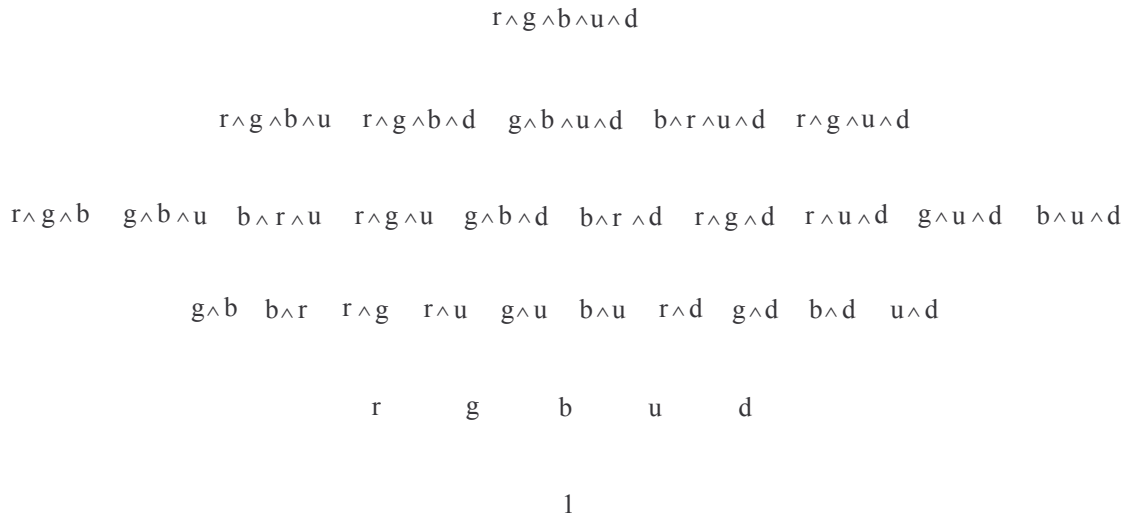 r∧g∧b∧u∧d
r∧g∧b∧u r∧g∧b∧d g∧b∧u∧d b∧r∧u∧d r∧g∧u∧d
r∧g∧b g∧b∧u b∧r∧u r∧g∧u g∧b∧d b∧r∧d r∧g∧d r∧u∧d g∧u∧d b∧u∧d
g∧b b∧r r∧g r∧u g∧u b∧u r∧d g∧d b∧d u∧d
r g b u d
1